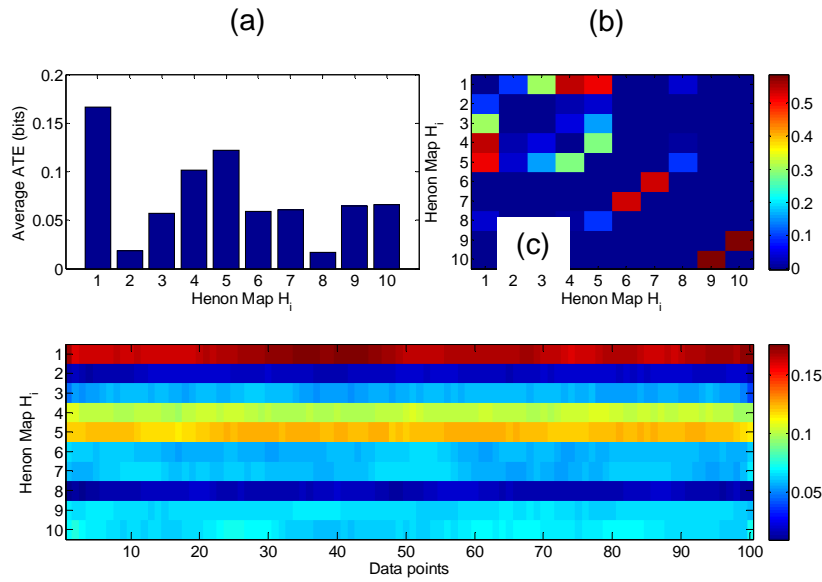 (a)
(b)
Average ATE (bits)
0.2
0.15
0.1
0.05
0
1 2 3 4 5 6 7 8 9 10
Henon Map H_i
Henon Map H_i
1
2
3
4
5
6
7
8
9
10
1 2 3 4 5 6 7 8 9 10
Henon Map H_i
0.5
0.4
0.3
0.2
0.1
0
(c)
Henon Map H_i
1
2
3
4
5
6
7
8
9
10
10 20 30 40 50 60 70 80 90 100
Data points
0.15
0.1
0.05